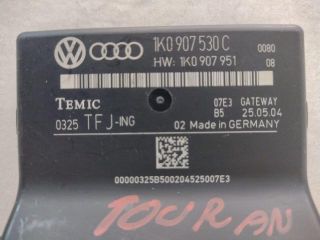 1K0 907 530 C 0080
HW: 1K0 907 951 08
TEMIC 07E3 GATEWAY
B5 25.05.04
0325 TFJ-ING 02 Made in GERMANY
00000325B500204525007E3
TOURAN